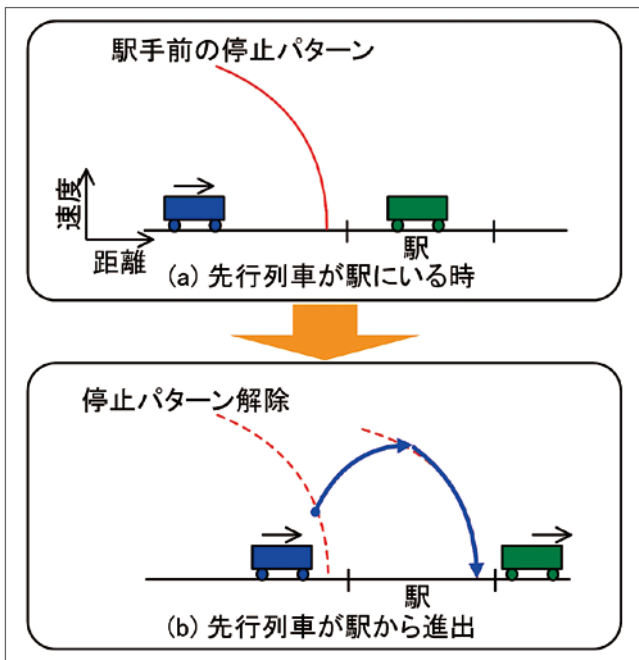 駅手前の停止パターン
速度
距離
駅
(a) 先行列車が駅にいる時
停止パターン解除
駅
(b) 先行列車が駅から進出